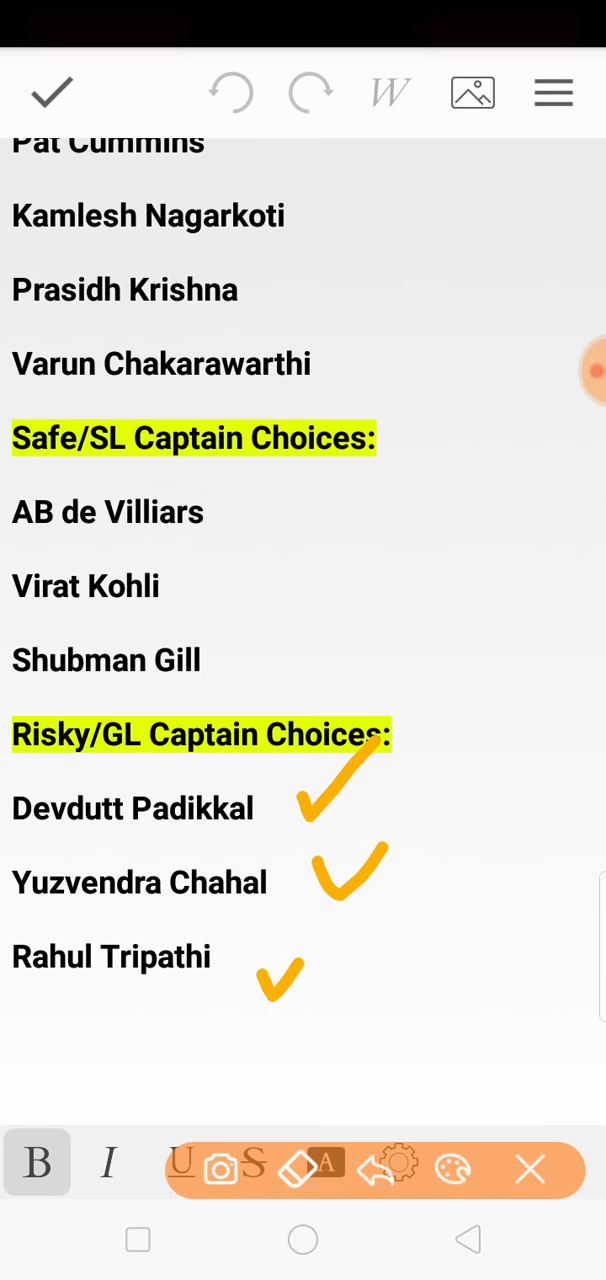 Pat Cummins
Kamlesh Nagarkoti
Prasidh Krishna
Varun Chakarawarthi
Safe/SL Captain Choices:
AB de Villiars
Virat Kohli
Shubman Gill
Risky/GL Captain Choices:
Devdutt Padikkal
Yuzvendra Chahal
Rahul Tripathi
B I U S A